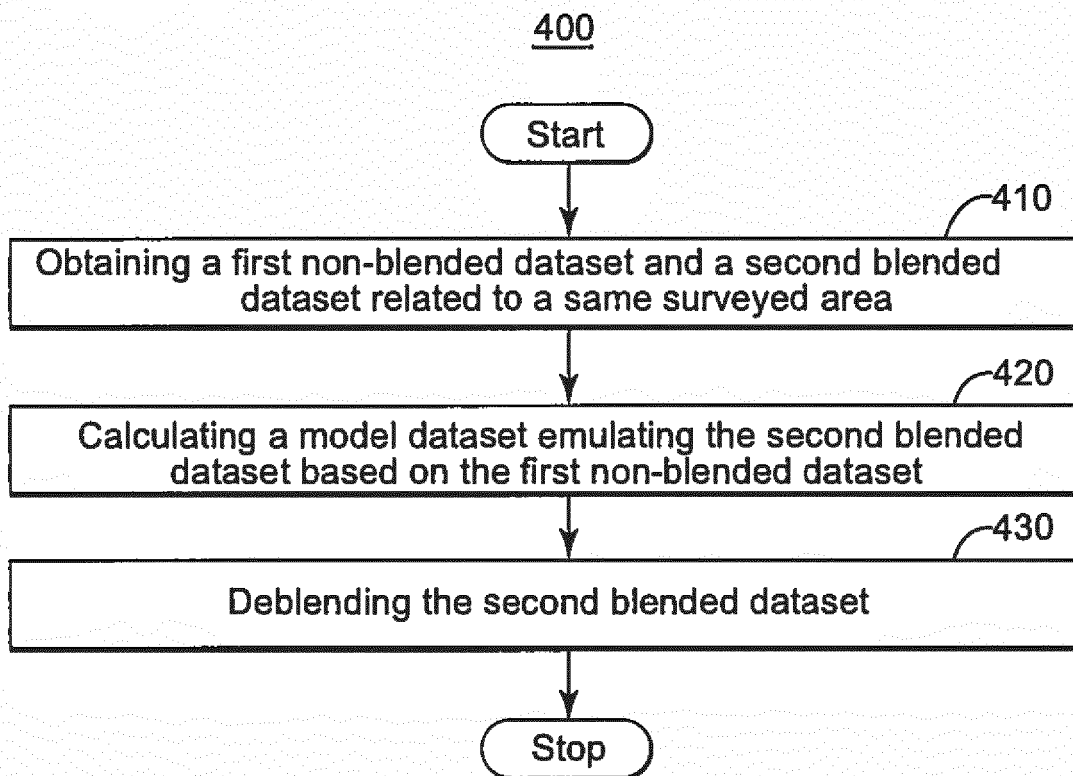 400
Start
410
Obtaining a first non-blended dataset and a second blended
dataset related to a same surveyed area
420
Calculating a model dataset emulating the second blended
dataset based on the first non-blended dataset
430
Deblending the second blended dataset
Stop